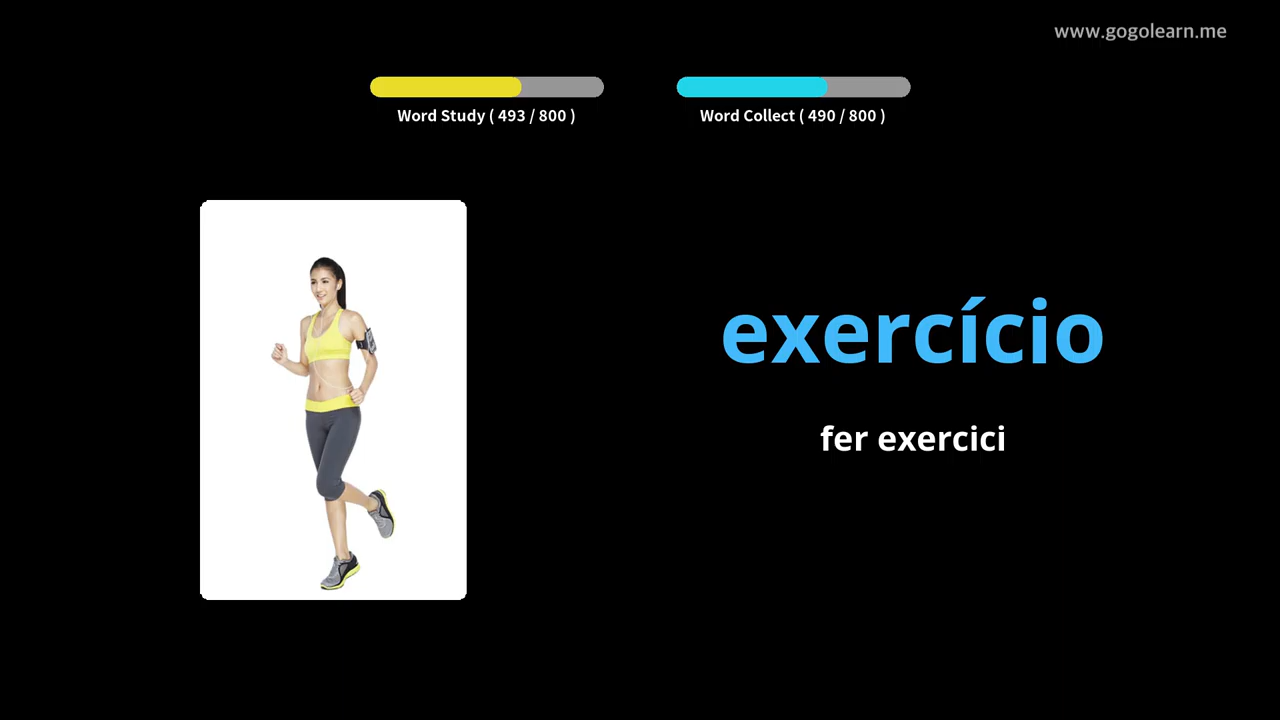 www.gogolearn.me
Word Study ( 493 / 800 )
Word Collect ( 490 / 800 )
exercício
fer exercici